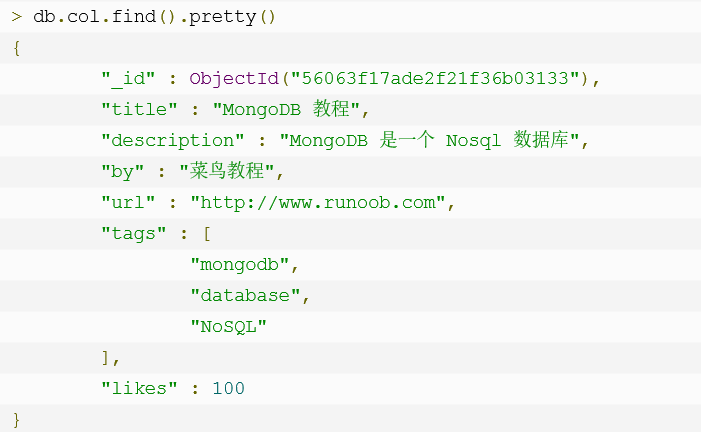 > db.col.find().pretty()
{
        "_id" : ObjectId("56063f17ade2f21f36b03133"),
        "title" : "MongoDB 教程",
        "description" : "MongoDB 是一个 Nosql 数据库",
        "by" : "菜鸟教程",
        "url" : "http://www.runoob.com",
        "tags" : [
                "mongodb",
                "database",
                "NoSQL"
        ],
        "likes" : 100
}